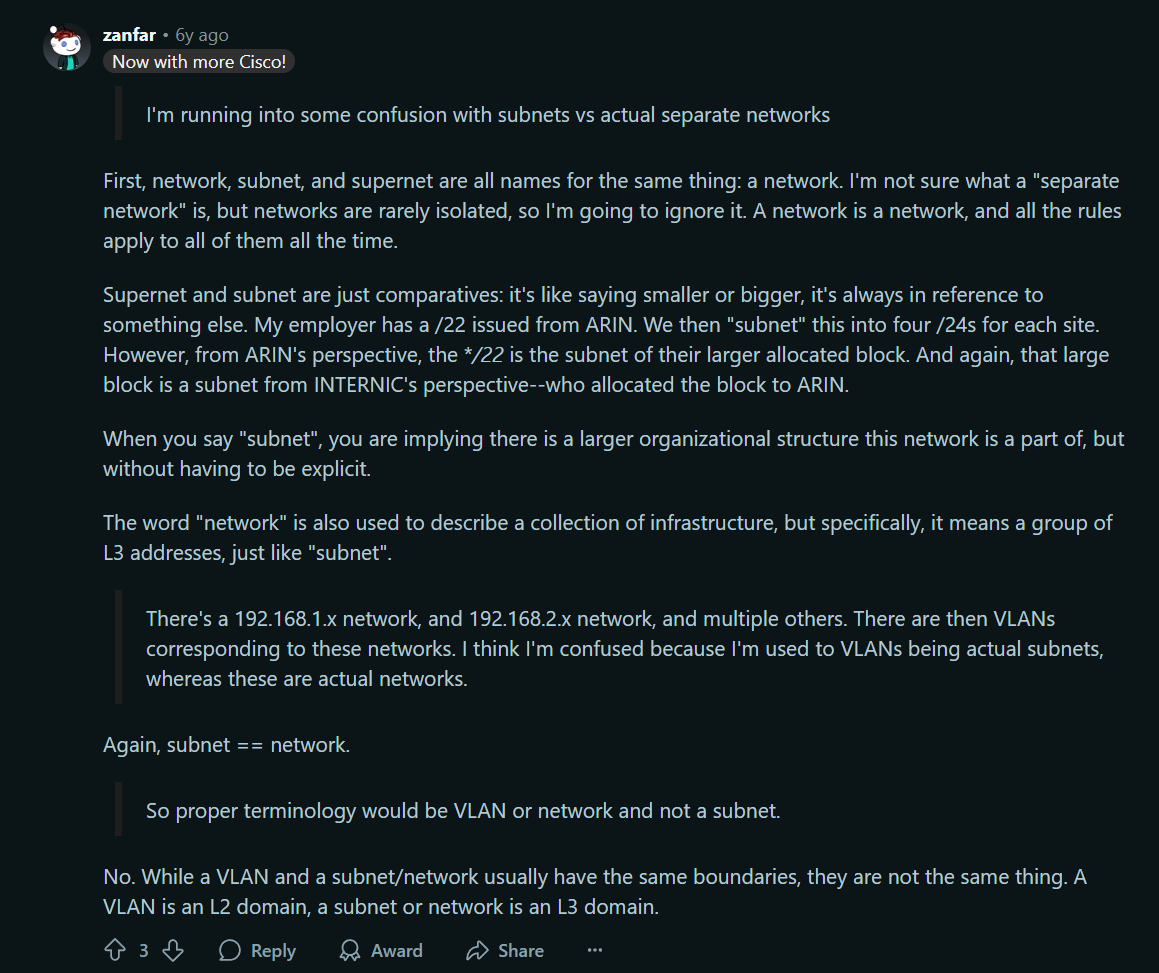 zanfar • 6y ago
Now with more Cisco!
I'm running into some confusion with subnets vs actual separate networks
First, network, subnet, and supernet are all names for the same thing: a network. I'm not sure what a "separate
network" is, but networks are rarely isolated, so I'm going to ignore it. A network is a network, and all the rules
apply to all of them all the time.
Supernet and subnet are just comparatives: it's like saying smaller or bigger, it's always in reference to
something else. My employer has a /22 issued from ARIN. We then "subnet" this into four /24s for each site.
However, from ARIN's perspective, the */22 is the subnet of their larger allocated block. And again, that large
block is a subnet from INTERNIC's perspective--who allocated the block to ARIN.
When you say "subnet", you are implying there is a larger organizational structure this network is a part of, but
without having to be explicit.
The word "network" is also used to describe a collection of infrastructure, but specifically, it means a group of
L3 addresses, just like "subnet".
There's a 192.168.1.x network, and 192.168.2.x network, and multiple others. There are then VLANs
corresponding to these networks. I think I'm confused because I'm used to VLANs being actual subnets,
whereas these are actual networks.
Again, subnet == network.
So proper terminology would be VLAN or network and not a subnet.
No. While a VLAN and a subnet/network usually have the same boundaries, they are not the same thing. A
VLAN is an L2 domain, a subnet or network is an L3 domain.
3 Reply Award Share ...